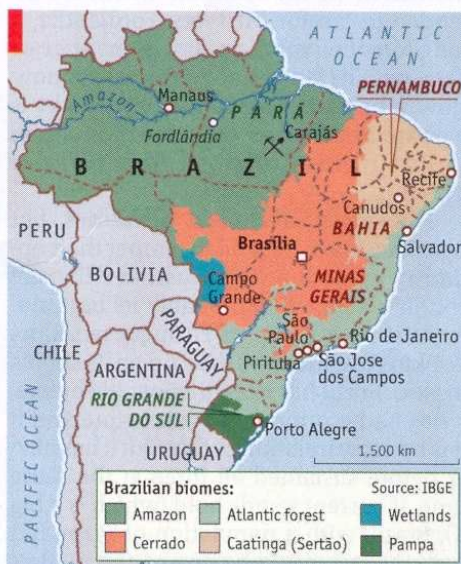 ATLANTIC
OCEAN
PERNAMBUCO
Amazon
Manaus
PARÁ
Fordlândia
Carajás
BRAZIL
Recife
Canudos
PERU
BAHIA
Brasília
Salvador
BOLIVIA
MINAS
GERAIS
Campo
Grande
PARAGUAY
São
Paulo
Rio de Janeiro
CHILE
Pirituba
São Jose
dos Campos
ARGENTINA
RIO GRANDE
DO SUL
Porto Alegre
URUGUAY
PACIFIC OCEAN
1,500 km
Brazilian biomes:
Source: IBGE
Amazon
Atlantic forest
Wetlands
Cerrado
Caatinga (Sertão)
Pampa